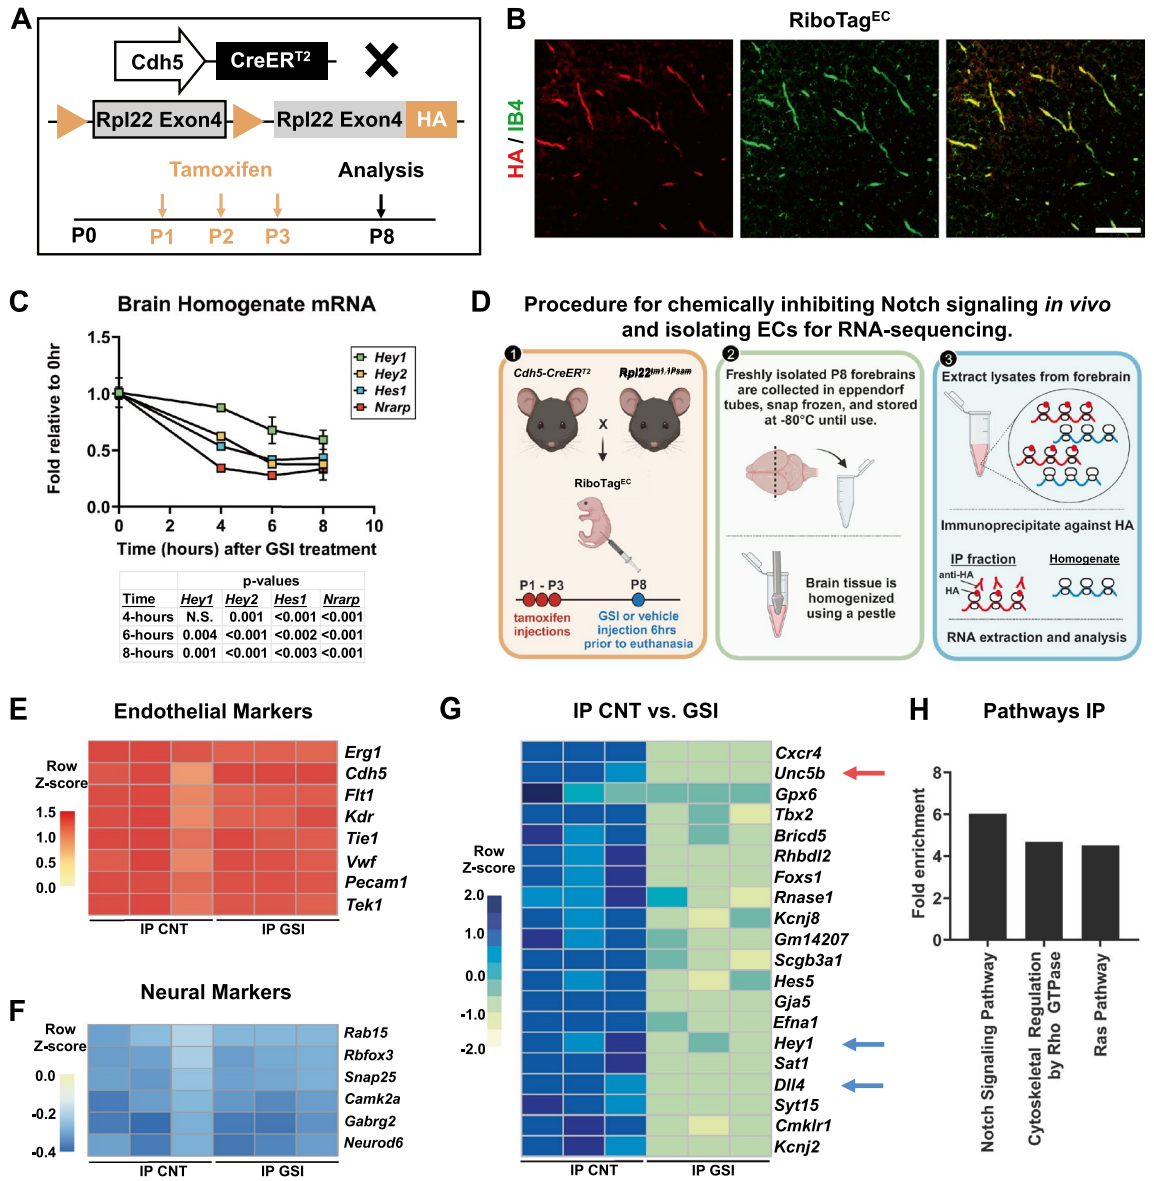 A
Cdh5
CreER^T2
Rpl22 Exon4
Rpl22 Exon4
HA
Tamoxifen
Analysis
P0
P1
P2
P3
P8
B
RiboTag^EC
HA / IB4
C
Brain Homogenate mRNA
Fold relative to 0hr
1.5
1.0
0.5
0.0
0
2
4
6
8
10
Time (hours) after GSI treatment
Hey1
Hey2
Hes1
Nrarp
p-values
Time Hey1 Hey2 Hes1 Nrarp
4-hours N.S. 0.001 <0.001 <0.001
6-hours 0.004 <0.001 <0.002 <0.001
8-hours 0.001 <0.001 <0.003 <0.001
D
Procedure for chemically inhibiting Notch signaling in vivo
and isolating ECs for RNA-sequencing.
1
Cdh5-CreER^T2
X
RiboTag^EC
P1 - P3
P8
tamoxifen
injections
GSI or vehicle
injection 6hrs
prior to euthanasia
2
Freshly isolated P8 forebrains
are collected in eppendorf
tubes, snap frozen, and stored
at -80°C until use.
Brain tissue is
homogenized
using a pestle
3
Extract lysates from forebrain
Immunoprecipitate against HA
IP fraction
Homogenate
anti-HA
HA
RNA extraction and analysis
E
Endothelial Markers
Row
Z-score
1.5
1.0
0.5
0.0
Erg1
Cdh5
Flt1
Kdr
Tie1
Vwf
Pecam1
Tek1
IP CNT
IP GSI
F
Neural Markers
Row
Z-score
0.0
-0.2
-0.4
Rab15
Rbfox3
Snap25
Camk2a
Gabrg2
Neurod6
IP CNT
IP GSI
G
IP CNT vs. GSI
Row
Z-score
2.0
1.0
0.0
-1.0
-2.0
Cxcr4
Unc5b
Gpx6
Tbx2
Bricd5
Rhbdl2
Foxs1
Rnase1
Kcnj8
Gm14207
Scgb3a1
Hes5
Gja5
Efna1
Hey1
Sat1
Dll4
Syt15
Cmklr1
Kcnj2
IP CNT
IP GSI
H
Pathways IP
Fold enrichment
8
6
4
2
0
Notch Signaling Pathway
Cytoskeletal Regulation
by Rho GTPase
Ras Pathway